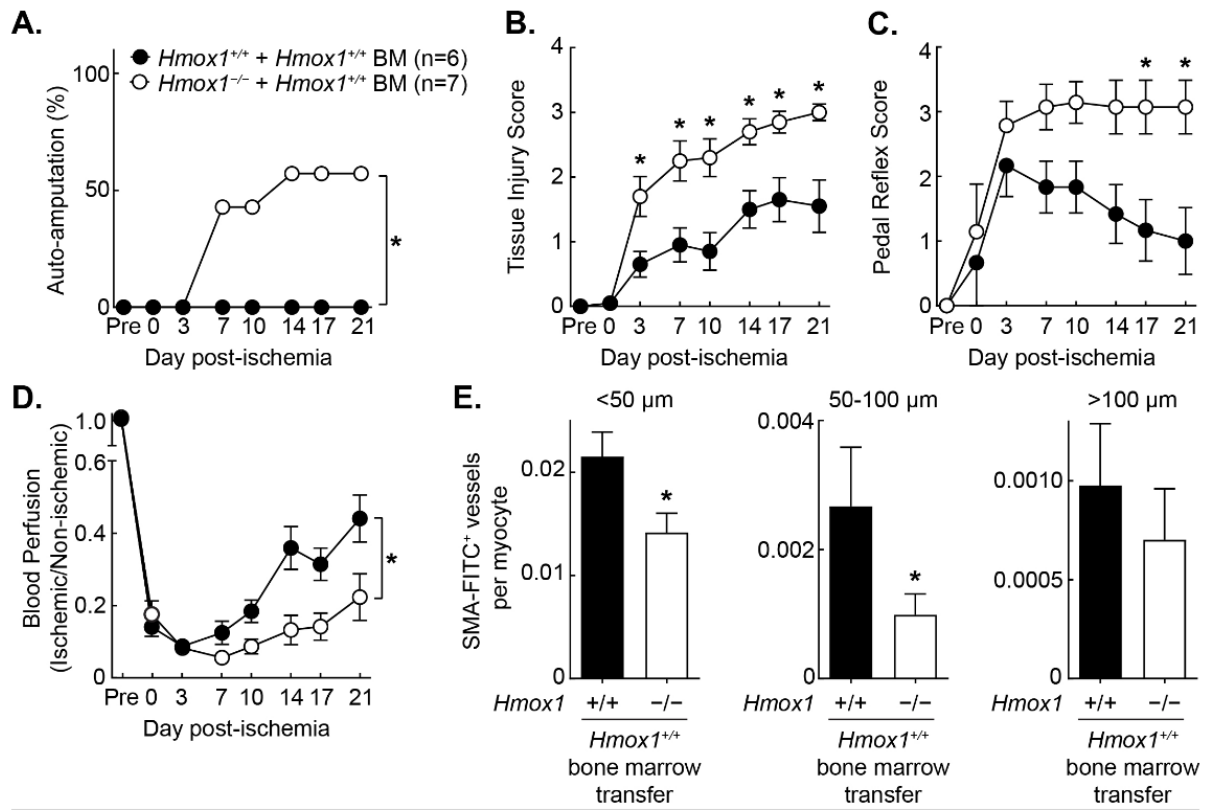 A.
Hmox1⁺/⁺ + Hmox1⁺/⁺ BM (n=6)
Hmox1⁻/⁻ + Hmox1⁺/⁺ BM (n=7)
100
50
0
Auto-amputation (%)
*
Pre 0 3 7 10 14 17 21
Day post-ischemia
B.
Tissue Injury Score
4
3
2
1
0
* * * * * *
Pre 0 3 7 10 14 17 21
Day post-ischemia
C.
Pedal Reflex Score
4
3
2
1
0
* *
Pre 0 3 7 10 14 17 21
Day post-ischemia
D.
Blood Perfusion
(Ischemic/Non-ischemic)
1.0
0.6
0.4
0.2
0
*
Pre 0 3 7 10 14 17 21
Day post-ischemia
E.
SMA-FITC⁺ vessels
per myocyte
<50 µm
0.02
0.01
0
*
Hmox1 +/+ −/−
Hmox1⁺/⁺
bone marrow
transfer
50-100 µm
0.004
0.002
0
*
Hmox1 +/+ −/−
Hmox1⁺/⁺
bone marrow
transfer
>100 µm
0.0010
0.0005
0
Hmox1 +/+ −/−
Hmox1⁺/⁺
bone marrow
transfer